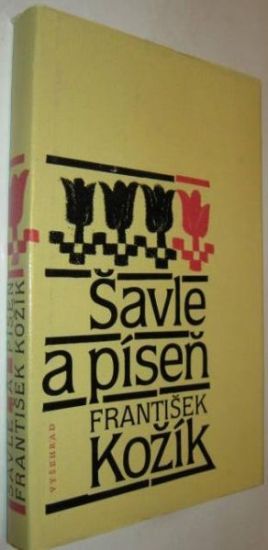 Šavle
a píseň
FRANTIŠEK
Kožík
VYŠEHRAD
ŠAVLE A PÍSEŇ
FRANTIŠEK KOŽÍK